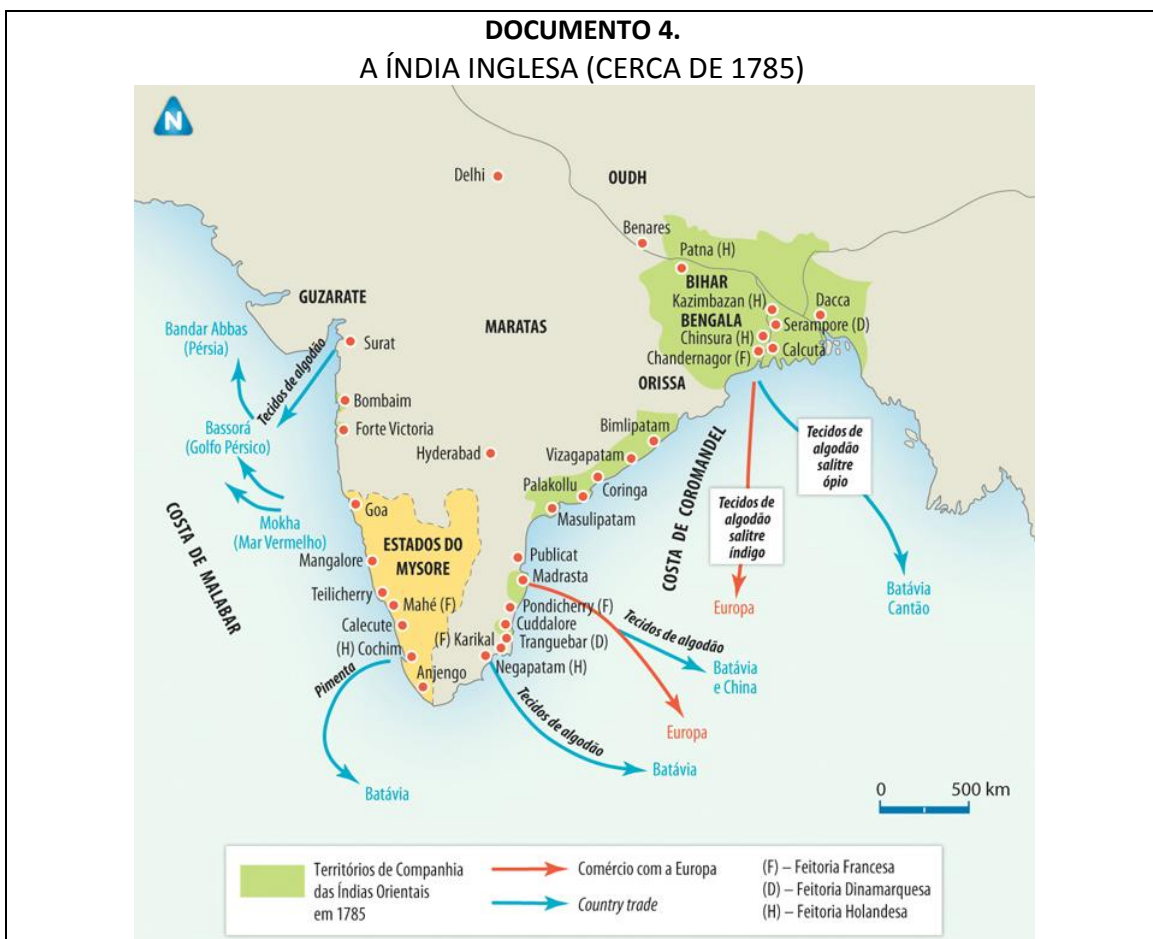 DOCUMENTO 4.
A ÍNDIA INGLESA (CERCA DE 1785)
N
Delhi
OUDH
Benares
Patna (H)
BIHAR
Kazimbazan (H)
Dacca
BENGALA
Serampore (D)
Chinsura (H)
Chandernagor (F)
Calcutá
GUZARATE
MARATAS
ORISSA
Bandar Abbas
(Pérsia)
Surat
Tecidos de algodão
Bassorá
(Golfo Pérsico)
Bombaim
Forte Victoria
Hyderabad
Bimlipatam
Vizagapatam
Palakollu
Coringa
Masulipatam
COSTA DE COROMANDEL
Tecidos de
algodão
salitre
ópio
Tecidos de
algodão
salitre
índigo
Goa
Mokha
(Mar Vermelho)
COSTA DE MALABAR
ESTADOS DO
MYSORE
Mangalore
Teilicherry
Mahé (F)
Calecute
(H) Cochim
Anjengo
Publicat
Madrasta
Pondicherry (F)
Cuddalore
(F) Karikal
Tranguebar (D)
Negapatam (H)
Europa
Batávia
Cantão
Tecidos de algodão
Batávia
e China
Europa
Pimenta
Batávia
Tecidos de algodão
Batávia
0 500 km
Territórios de Companhia
das Índias Orientais
em 1785
Comércio com a Europa
Country trade
(F) – Feitoria Francesa
(D) – Feitoria Dinamarquesa
(H) – Feitoria Holandesa